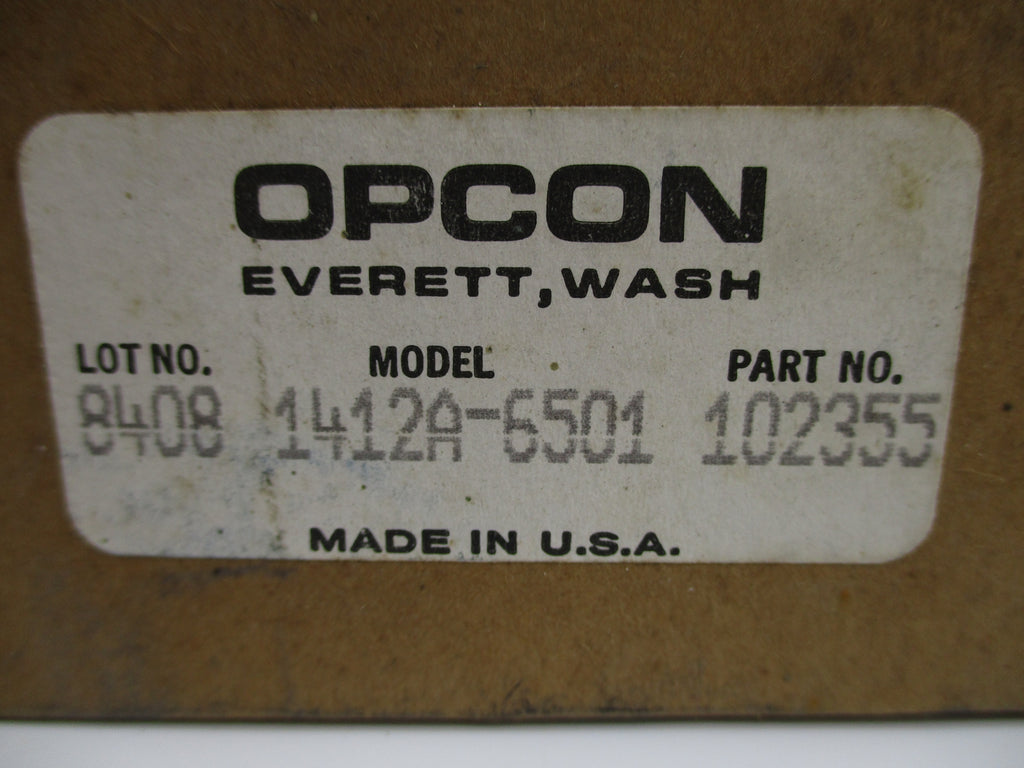 OPCON
EVERETT, WASH
LOT NO. MODEL PART NO.
8408 1412A-6501 102355
MADE IN U.S.A.